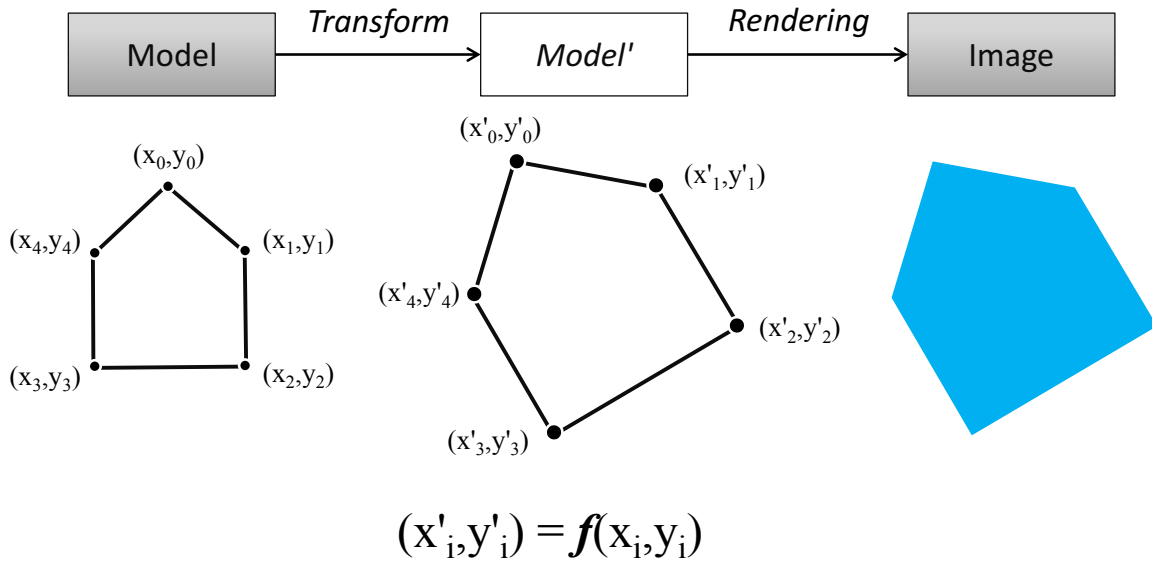 Transform
Rendering
Model
Model'
Image
(x'₀,y'₀)
(x₀,y₀)
(x'₁,y'₁)
(x₄,y₄)
(x₁,y₁)
(x'₄,y'₄)
(x'₂,y'₂)
(x₃,y₃)
(x₂,y₂)
(x'₃,y'₃)
(x'ᵢ,y'ᵢ) = f(xᵢ,yᵢ)